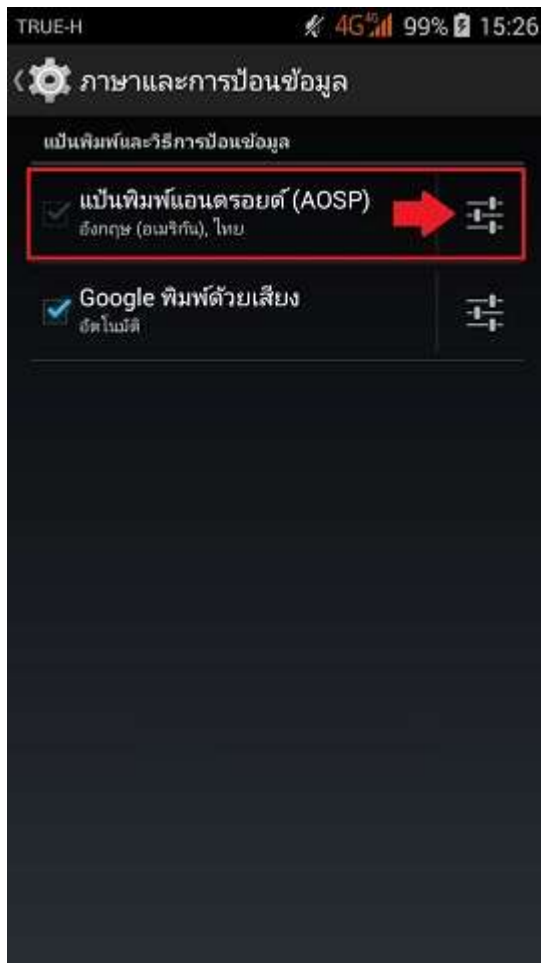 TRUE-H 4G 4G 99% 15:26
ภาษาและการป้อนข้อมูล
แป้นพิมพ์และวิธีการป้อนข้อมูล
แป้นพิมพ์แอนดรอยด์ (AOSP)
อังกฤษ (อเมริกัน), ไทย
Google พิมพ์ด้วยเสียง
อัตโนมัติ